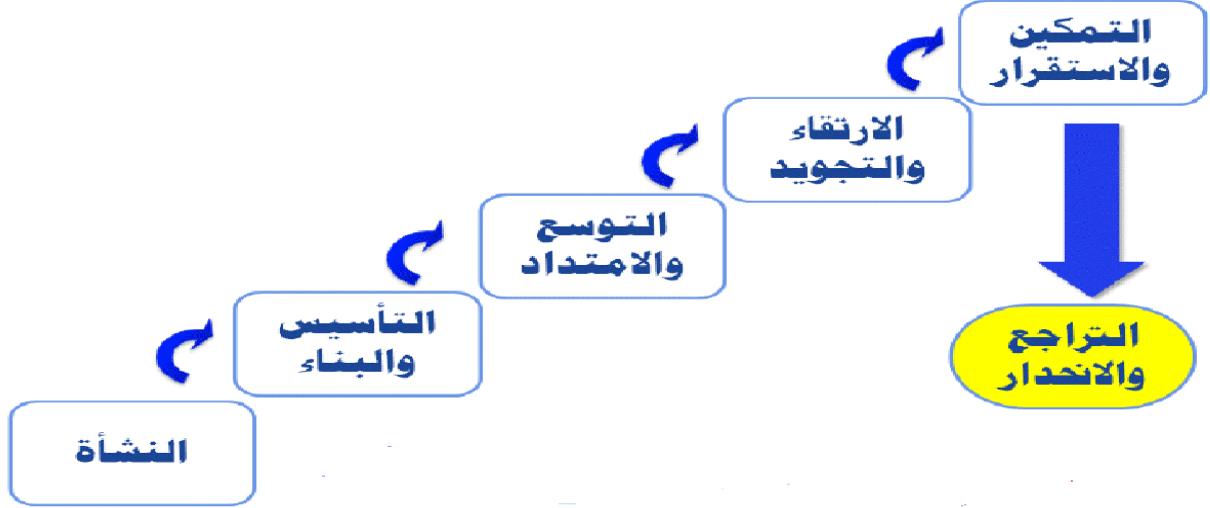 التمكين
والاستقرار
الارتقاء
والتجويد
التوسع
والامتداد
التأسيس
والبناء
النشأة
التراجع
والانحدار